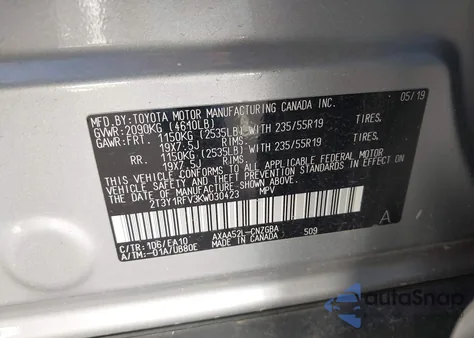 MFD. BY: TOYOTA MOTOR MANUFACTURING CANADA INC. 05/19
GVWR: 2090KG (4610LB)
GAWR: FRT. 1150KG (2535LB) WITH 235/55R19 TIRES,
19X7.5J RIMS,
RR. 1150KG (2535LB) WITH 235/55R19 TIRES,
19X7.5J RIMS,
THIS VEHICLE CONFORMS TO ALL APPLICABLE FEDERAL MOTOR
VEHICLE SAFETY, BUMPER, AND THEFT PREVENTION STANDARDS
IN EFFECT ON THE DATE OF MANUFACTURE SHOWN ABOVE.
2T3Y1RFV3KW030423 MPV
C/TR: 1D6/EA10 AXAA52L-CNZGBA A
A/TM: -01A/UB80E MADE IN CANADA 509
autoSnap